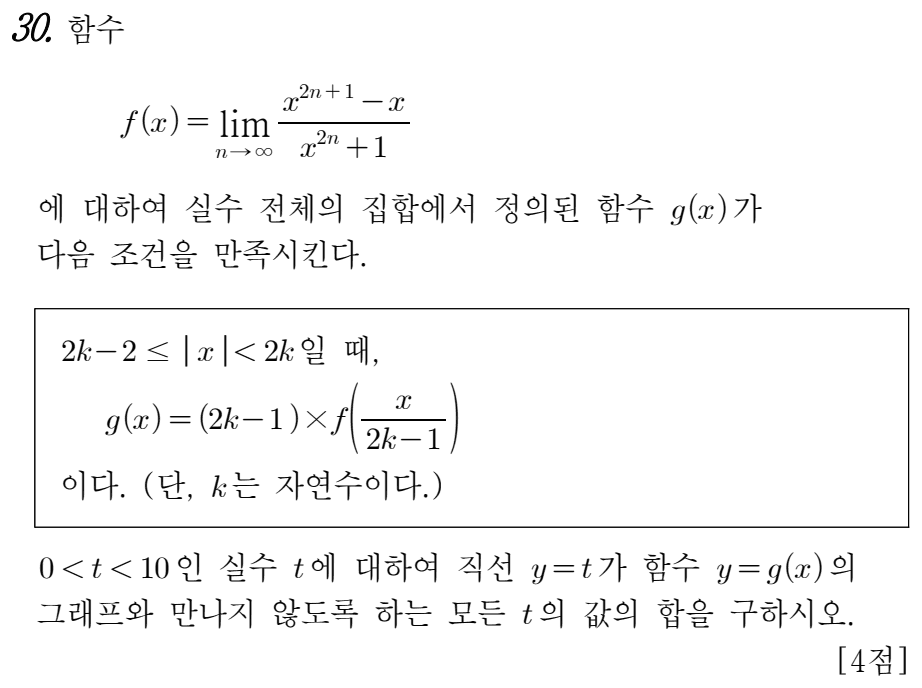 30. 함수
f(x) = lim_{n→∞} \frac{x^{2n+1} - x}{x^{2n} + 1}
에 대하여 실수 전체의 집합에서 정의된 함수 g(x)가
다음 조건을 만족시킨다.
2k-2 ≤ |x| < 2k일 때,
g(x) = (2k-1) × f(\frac{x}{2k-1})
이다. (단, k는 자연수이다.)
0 < t < 10인 실수 t에 대하여 직선 y=t가 함수 y=g(x)의
그래프와 만나지 않도록 하는 모든 t의 값의 합을 구하시오.
[4점]